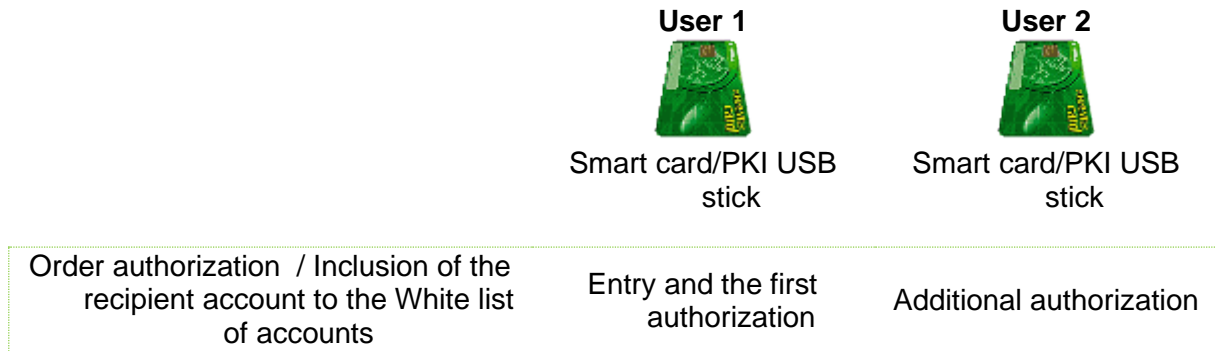 User 1
User 2
Smart card/PKI USB
stick
Smart card/PKI USB
stick
Order authorization / Inclusion of the
recipient account to the White list
of accounts
Entry and the first
authorization
Additional authorization